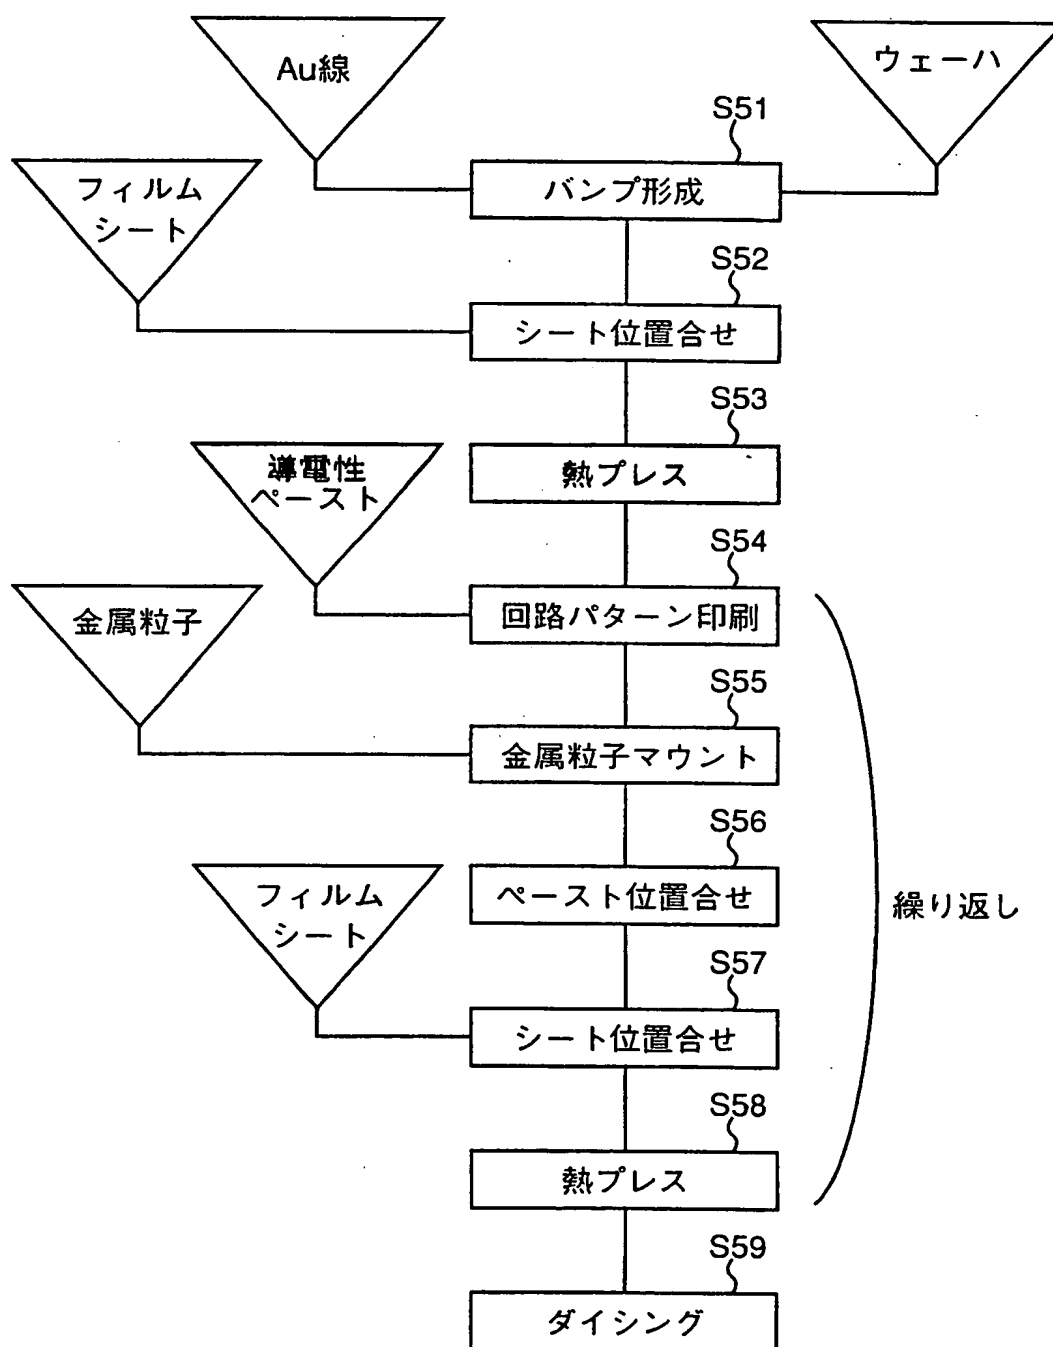 Au線
ウェーハ
S51
バンプ形成
フィルム
シート
S52
シート位置合せ
S53
熱プレス
導電性
ペースト
S54
回路パターン印刷
金属粒子
S55
金属粒子マウント
S56
ペースト位置合せ
フィルム
シート
繰り返し
S57
シート位置合せ
S58
熱プレス
S59
ダイシング